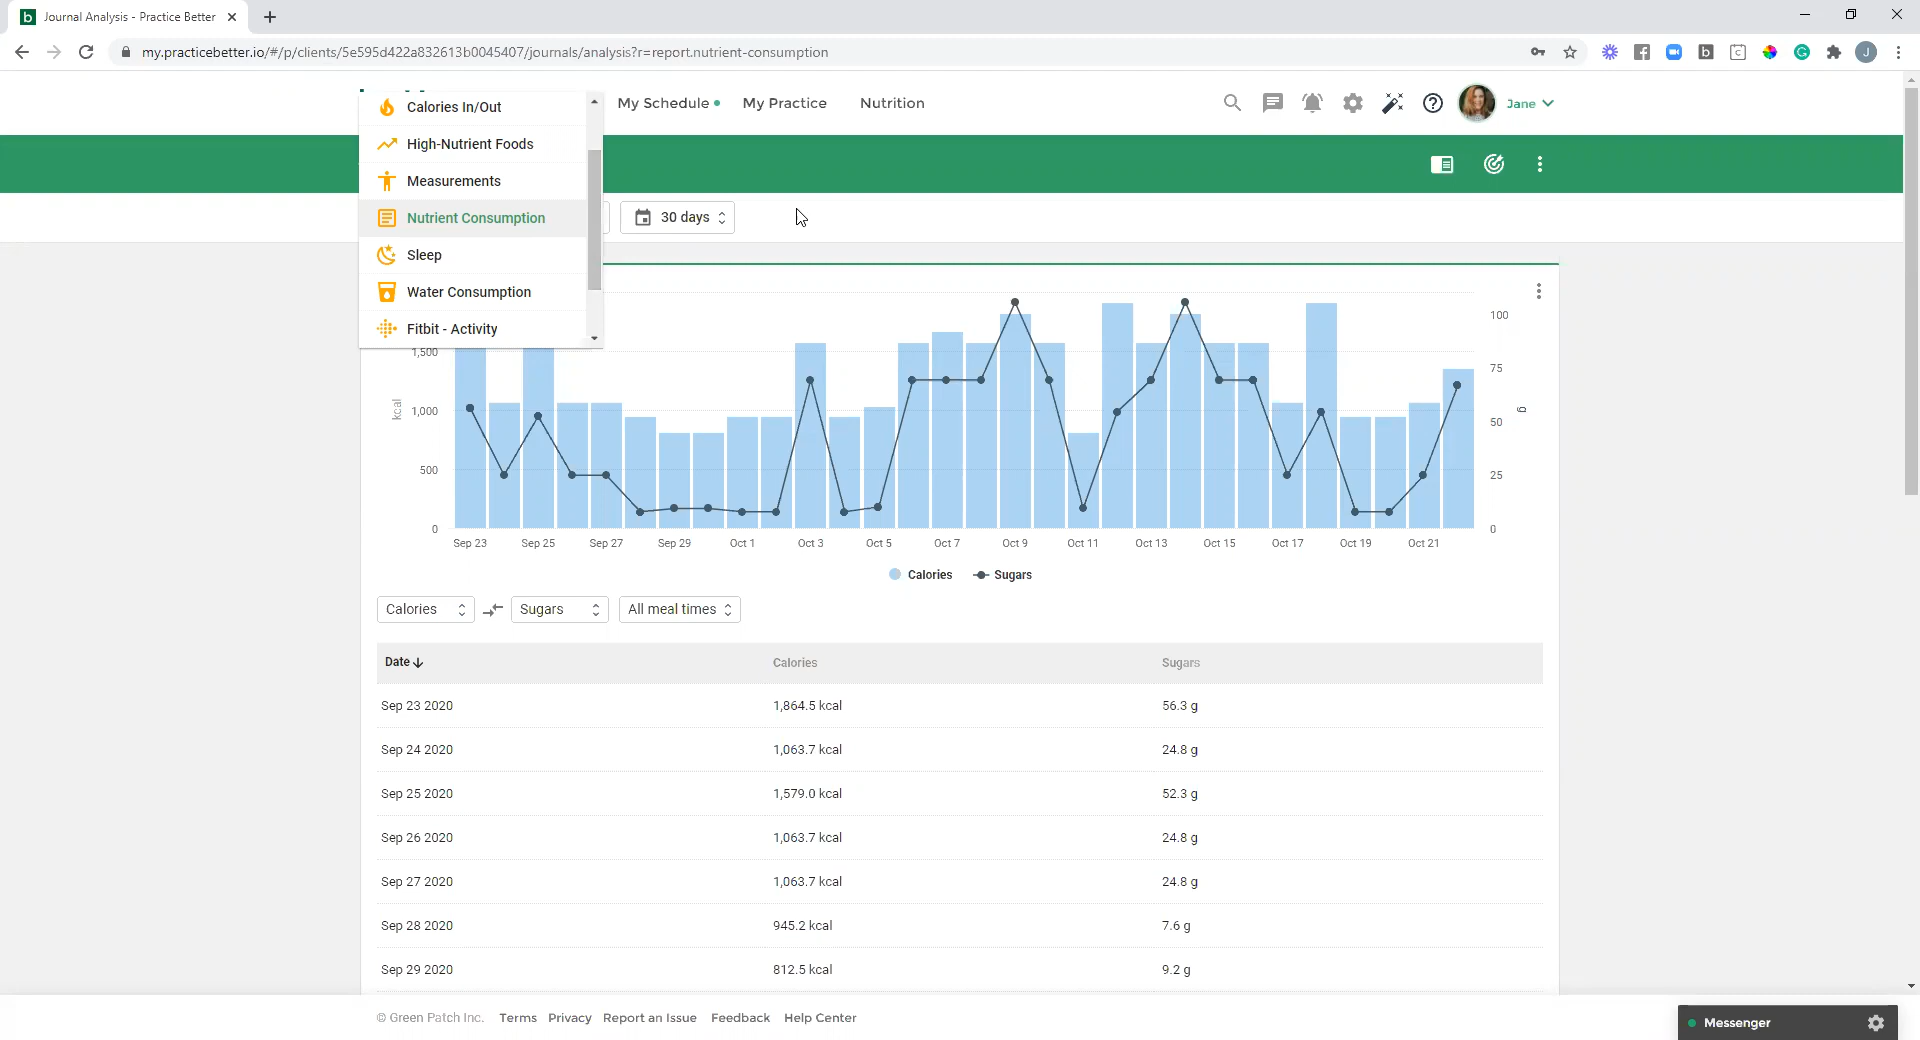 b Journal Analysis - Practice Better
my.practicebetter.io/#/p/clients/5e595d422a832613b0045407/journals/analysis?r=report.nutrient-consumption
J
Calories In/Out
High-Nutrient Foods
Measurements
Nutrient Consumption
Sleep
Water Consumption
Fitbit - Activity
My Schedule My Practice Nutrition
Jane
30 days
1,500
1,000
500
0
kcal
100
75
50
25
0
g
Sep 23 Sep 25 Sep 27 Sep 29 Oct 1 Oct 3 Oct 5 Oct 7 Oct 9 Oct 11 Oct 13 Oct 15 Oct 17 Oct 19 Oct 21
Calories Sugars
Calories Sugars All meal times
Date Calories Sugars
Sep 23 2020 1,864.5 kcal 56.3 g
Sep 24 2020 1,063.7 kcal 24.8 g
Sep 25 2020 1,579.0 kcal 52.3 g
Sep 26 2020 1,063.7 kcal 24.8 g
Sep 27 2020 1,063.7 kcal 24.8 g
Sep 28 2020 945.2 kcal 7.6 g
Sep 29 2020 812.5 kcal 9.2 g
© Green Patch Inc. Terms Privacy Report an Issue Feedback Help Center
Messenger